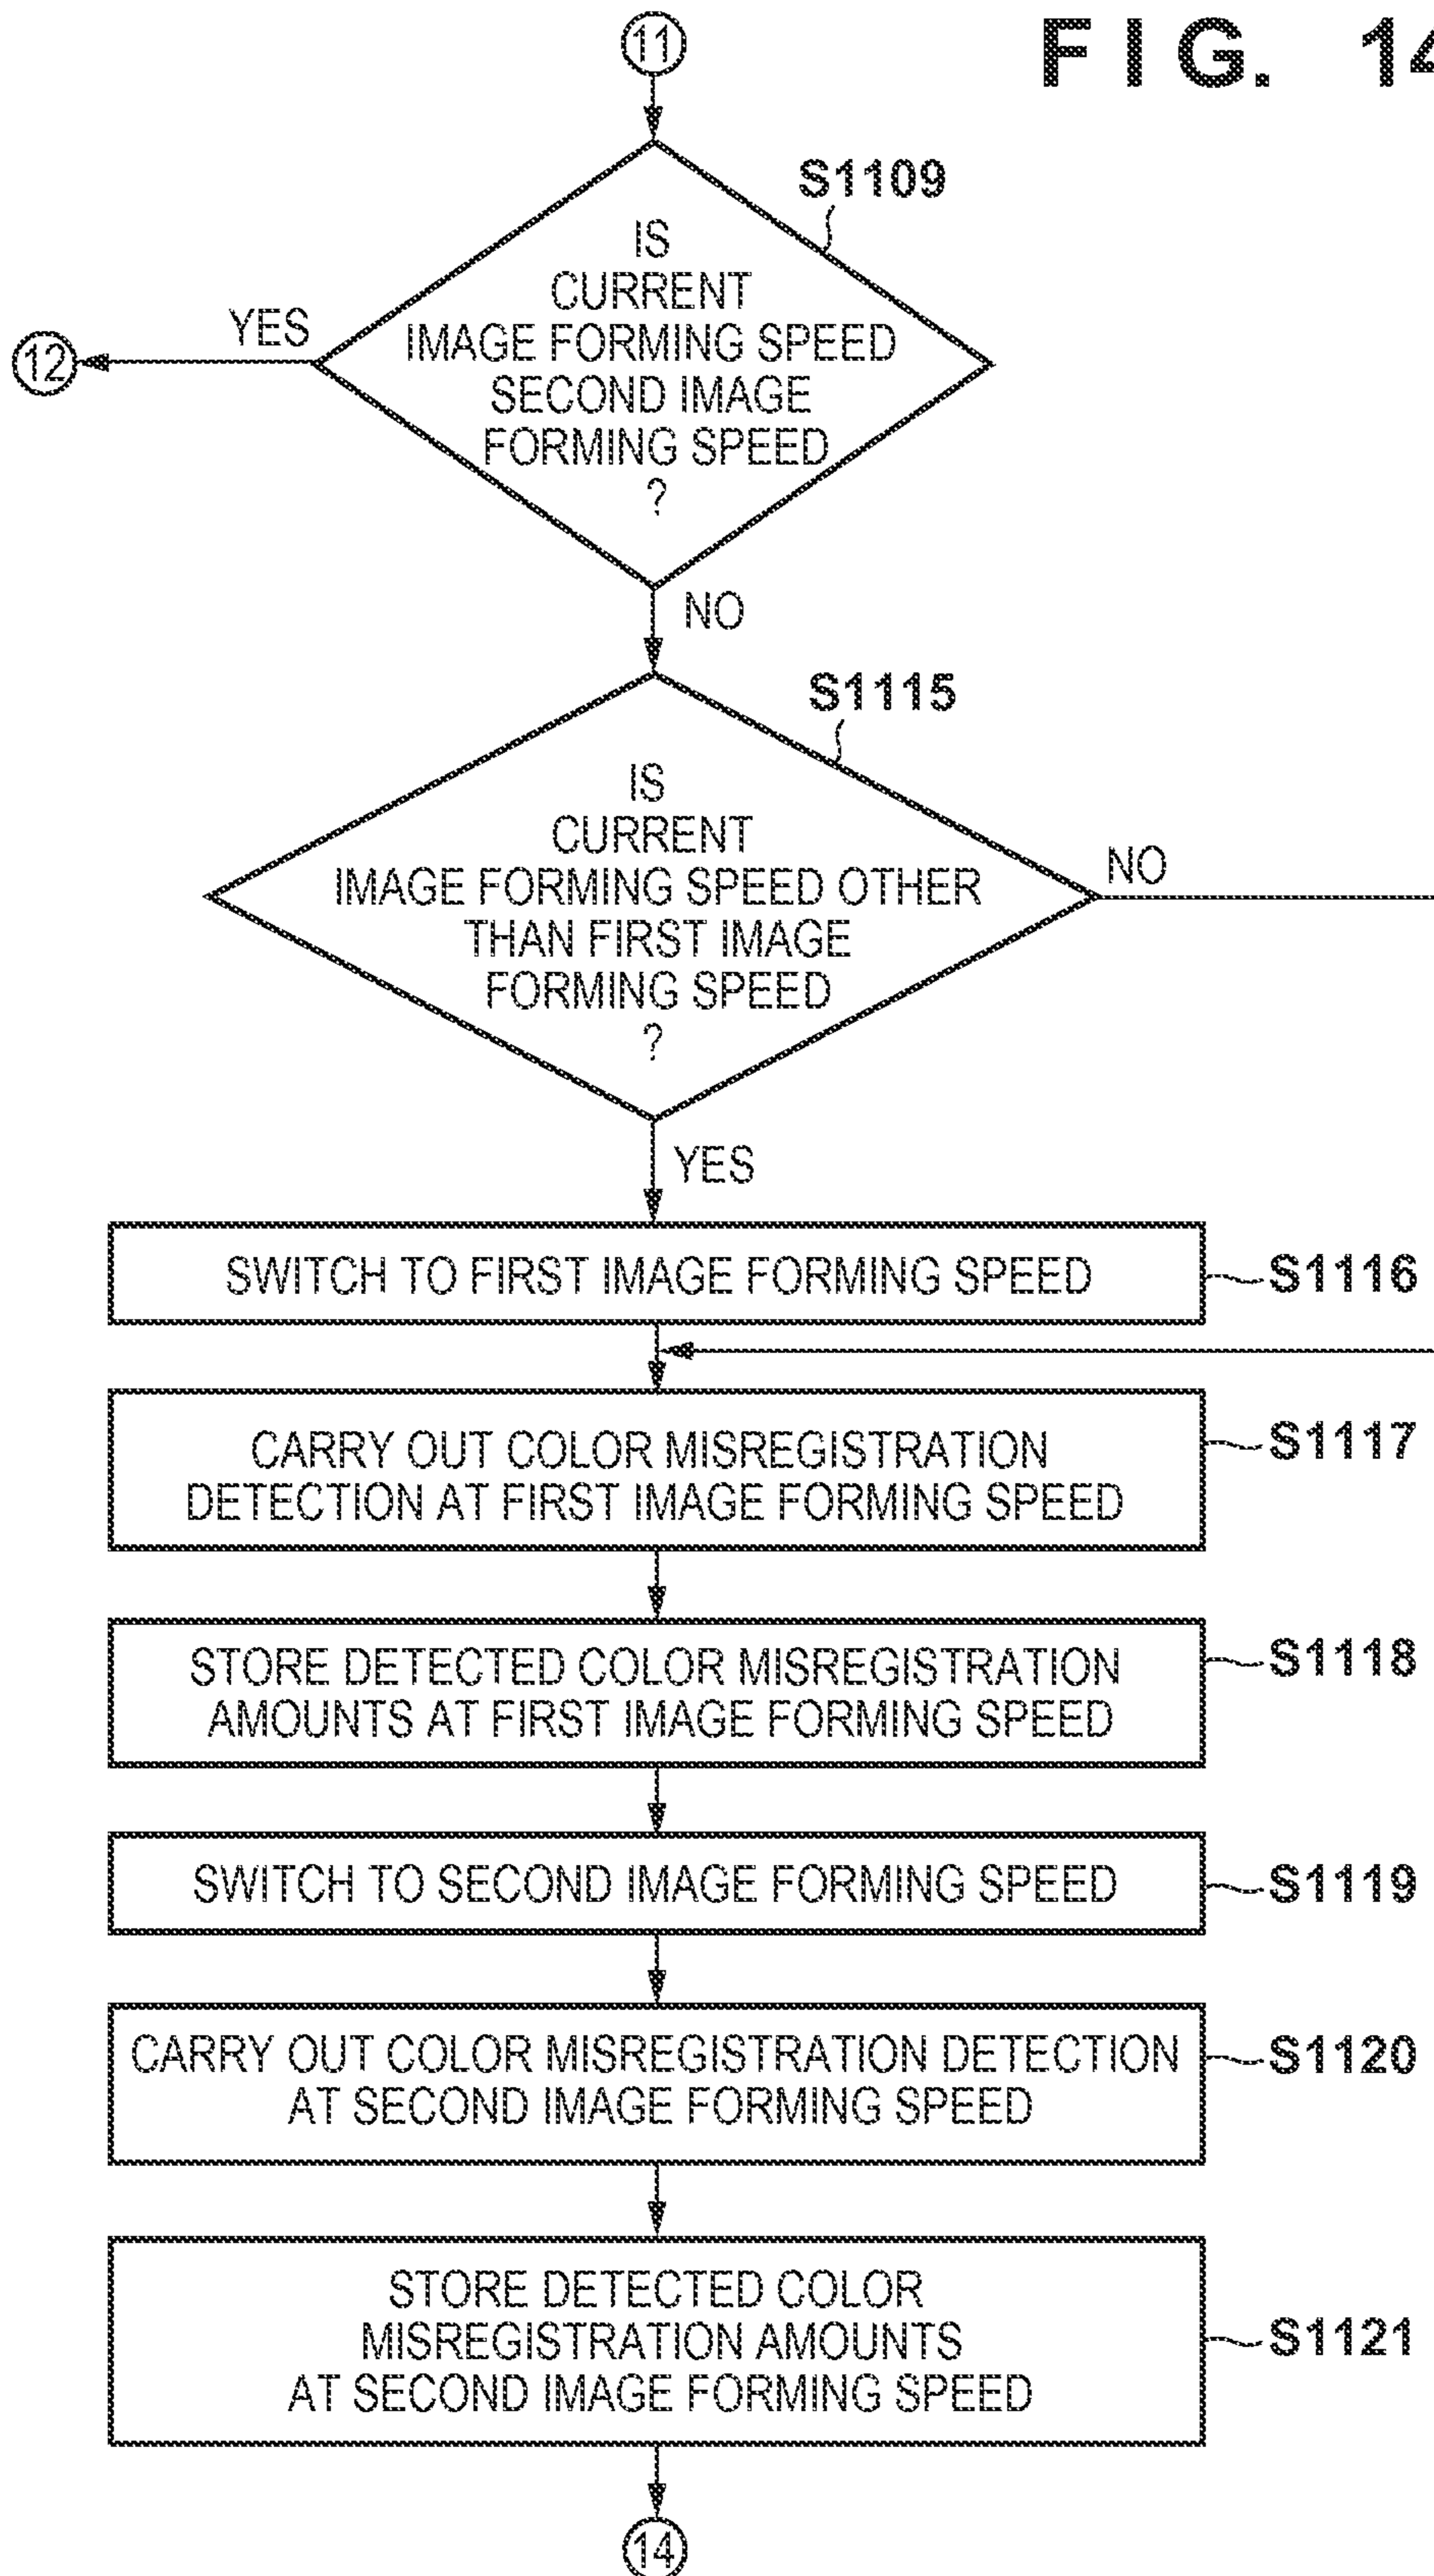 11
FIG. 14
S1109
IS
CURRENT
IMAGE FORMING SPEED
SECOND IMAGE
FORMING SPEED
?
YES
12
NO
S1115
IS
CURRENT
IMAGE FORMING SPEED OTHER
THAN FIRST IMAGE
FORMING SPEED
?
NO
YES
SWITCH TO FIRST IMAGE FORMING SPEED
S1116
CARRY OUT COLOR MISREGISTRATION
DETECTION AT FIRST IMAGE FORMING SPEED
S1117
STORE DETECTED COLOR MISREGISTRATION
AMOUNTS AT FIRST IMAGE FORMING SPEED
S1118
SWITCH TO SECOND IMAGE FORMING SPEED
S1119
CARRY OUT COLOR MISREGISTRATION DETECTION
AT SECOND IMAGE FORMING SPEED
S1120
STORE DETECTED COLOR
MISREGISTRATION AMOUNTS
AT SECOND IMAGE FORMING SPEED
S1121
14